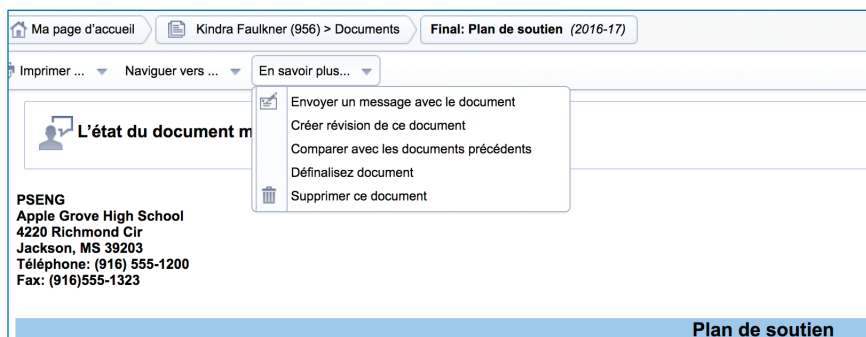 Ma page d'accueil Kindra Faulkner (956) > Documents Final: Plan de soutien (2016-17)
Imprimer ... Naviguer vers ... En savoir plus...
Envoyer un message avec le document
L'état du document m
Créer révision de ce document
Comparer avec les documents précédents
Définalisez document
Supprimer ce document
PSENG
Apple Grove High School
4220 Richmond Cir
Jackson, MS 39203
Téléphone: (916) 555-1200
Fax: (916)555-1323
Plan de soutien